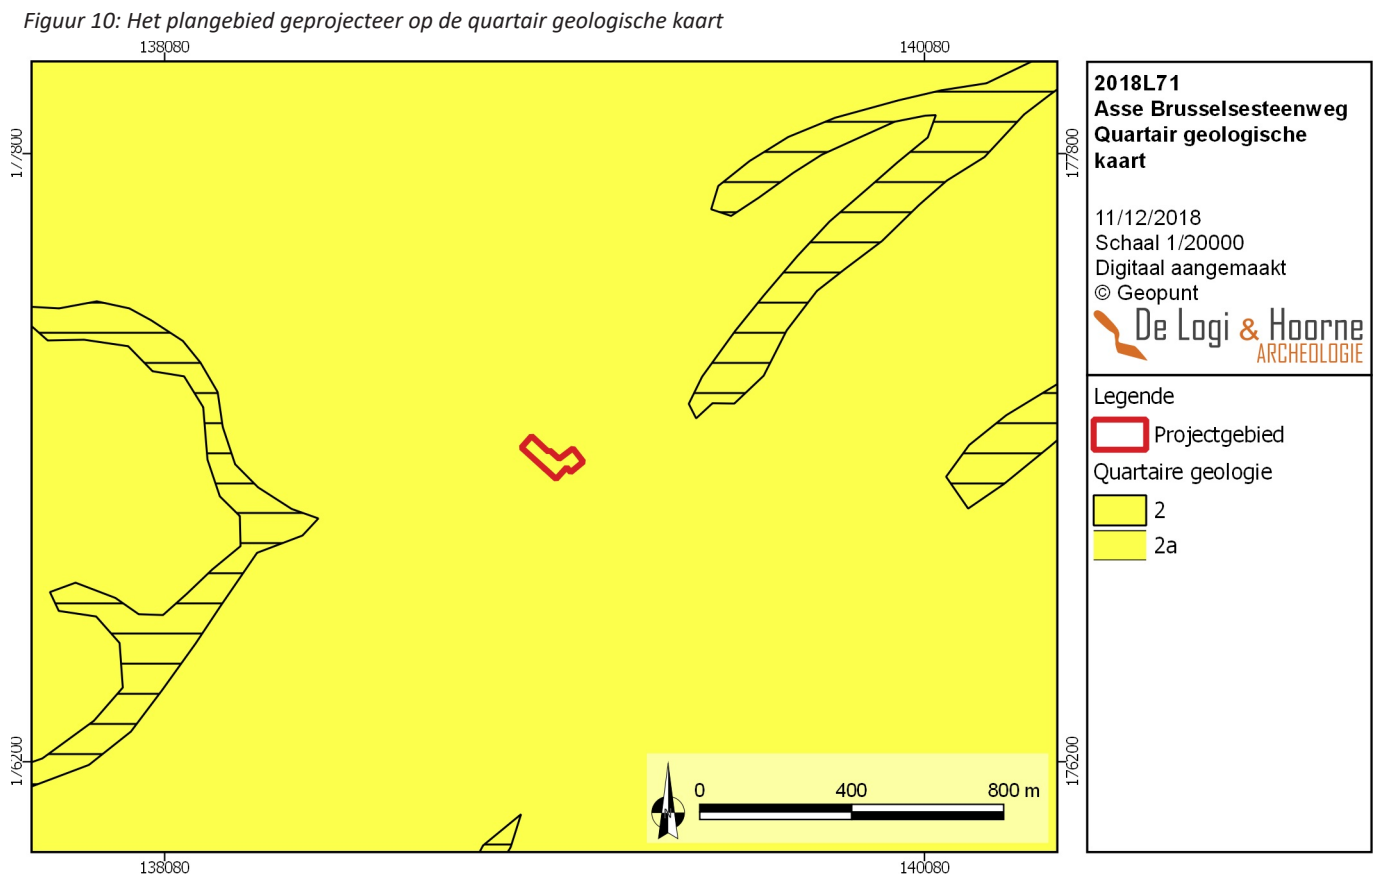 Figuur 10: Het plangebied geprojecteer op de quartair geologische kaart
138080
140080
177800
177800
176200
176200
138080
140080
0 400 800 m
N
2018L71
Asse Brusselsesteenweg
Quartair geologische
kaart
11/12/2018
Schaal 1/20000
Digitaal aangemaakt
© Geopunt
De Logi & Hoorne
ARCHEOLOGIE
Legende
Projectgebied
Quartaire geologie
2
2a